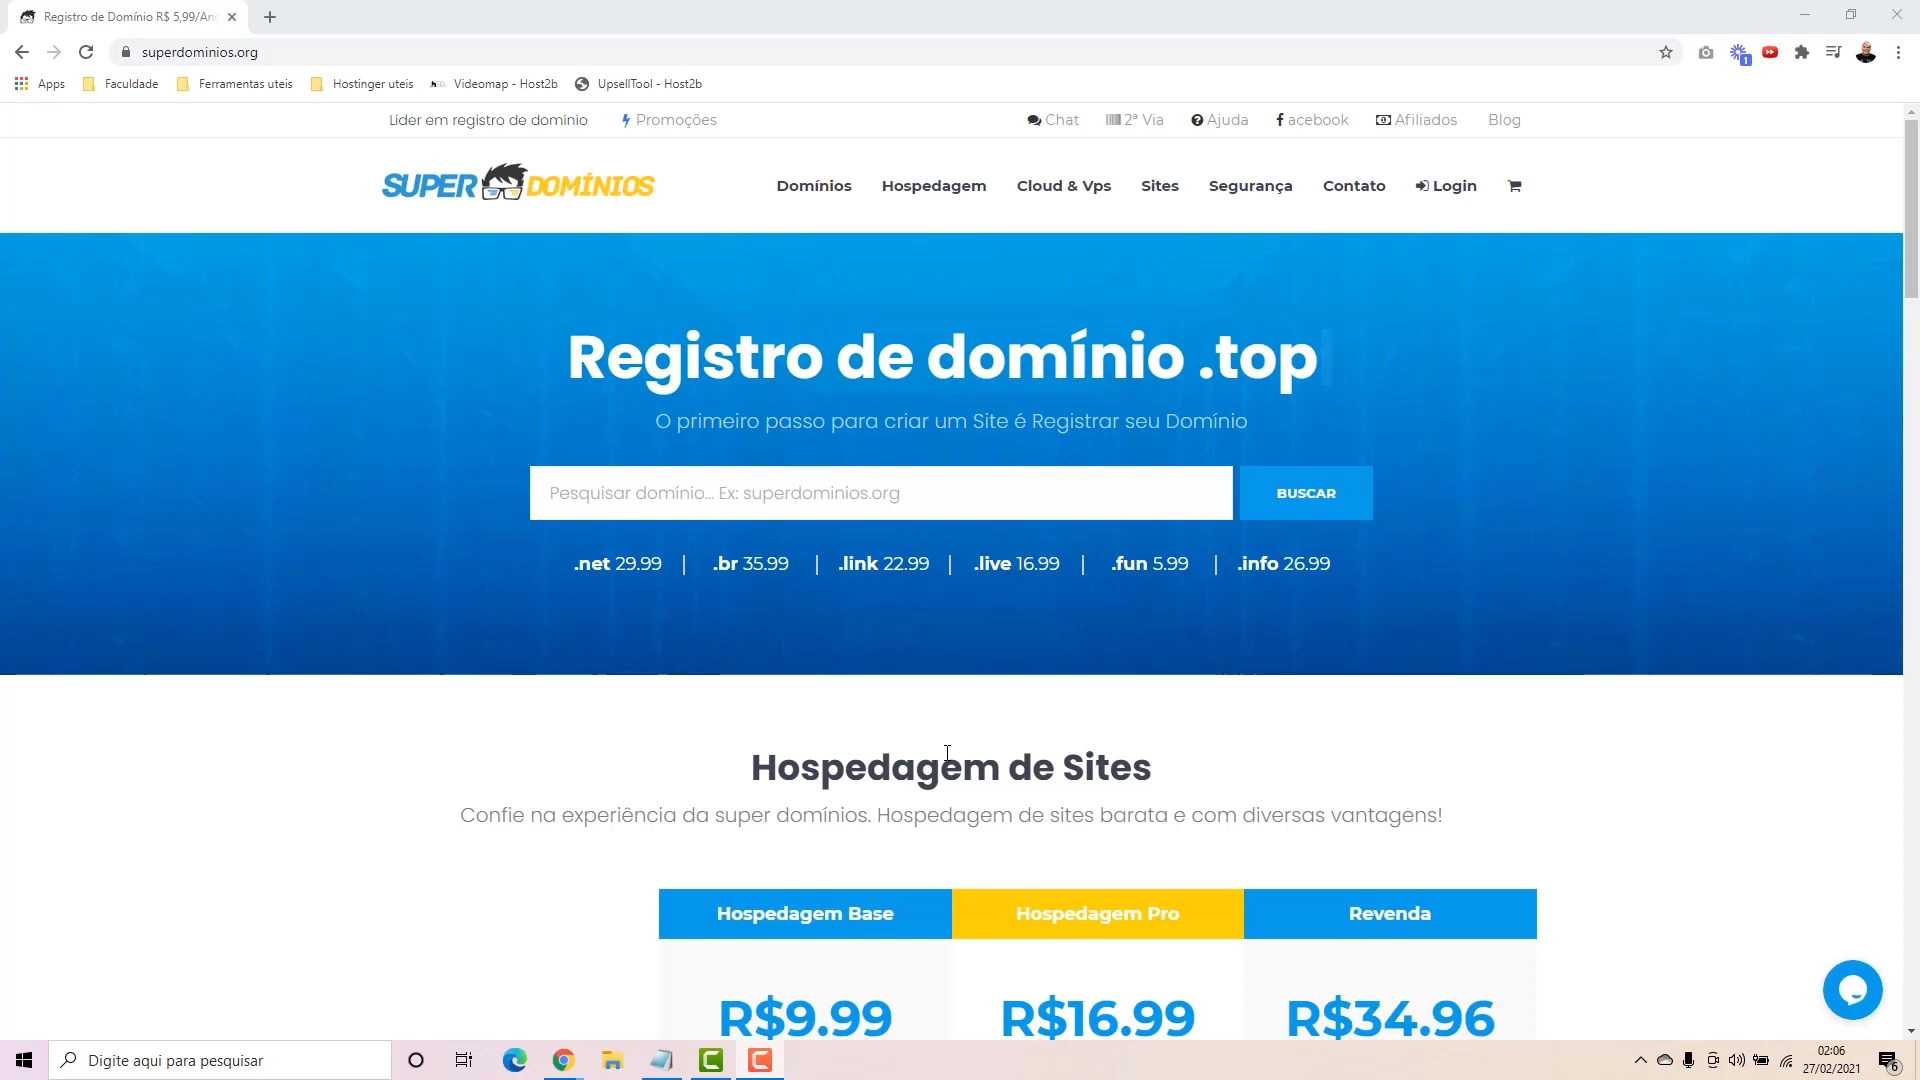 Registro de Domínio R$ 5,99/An
superdominios.org
Apps
Faculdade
Ferramentas uteis
Hostinger uteis
Videomap - Host2b
UpsellTool - Host2b
Líder em registro de domínio
Promoções
Chat
2ª Via
Ajuda
facebook
Afiliados
Blog
SUPER DOMÍNIOS
Domínios
Hospedagem
Cloud & Vps
Sites
Segurança
Contato
Login
Registro de domínio .top
O primeiro passo para criar um Site é Registrar seu Domínio
Pesquisar domínio... Ex: superdominios.org
BUSCAR
.net 29.99 | .br 35.99 | .link 22.99 | .live 16.99 | .fun 5.99 | .info 26.99
Hospedagem de Sites
Confie na experiência da super domínios. Hospedagem de sites barata e com diversas vantagens!
Hospedagem Base
Hospedagem Pro
Revenda
R$9.99
R$16.99
R$34.96
Digite aqui para pesquisar
02:06
27/02/2021
6
1